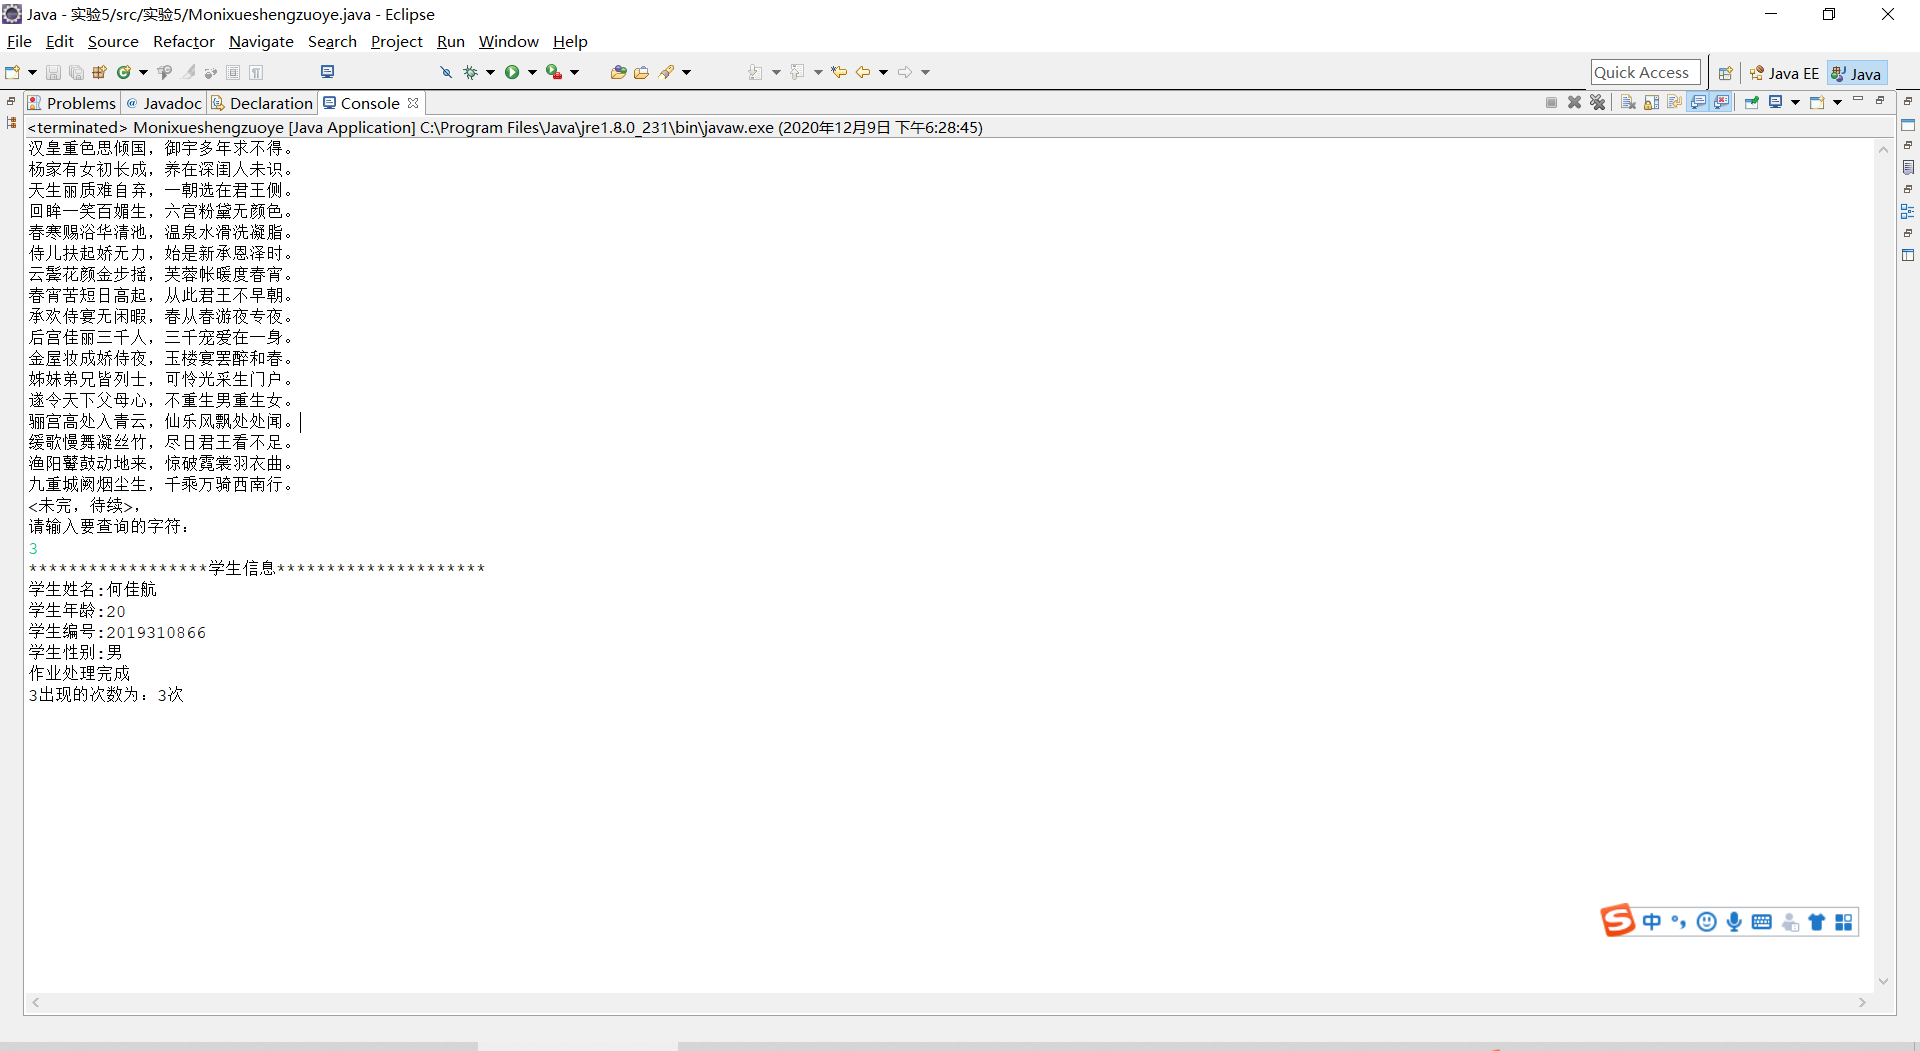 Java - 实验5/src/实验5/Monixueshengzuoye.java - Eclipse
File Edit Source Refactor Navigate Search Project Run Window Help
Quick Access Java EE Java
Problems @ Javadoc Declaration Console
<terminated> Monixueshengzuoye [Java Application] C:\Program Files\Java\jre1.8.0_231\bin\javaw.exe (2020年12月9日 下午6:28:45)
汉皇重色思倾国，御宇多年求不得。
杨家有女初长成，养在深闺人未识。
天生丽质难自弃，一朝选在君王侧。
回眸一笑百媚生，六宫粉黛无颜色。
春寒赐浴华清池，温泉水滑洗凝脂。
侍儿扶起娇无力，始是新承恩泽时。
云鬓花颜金步摇，芙蓉帐暖度春宵。
春宵苦短日高起，从此君王不早朝。
承欢侍宴无闲暇，春从春游夜专夜。
后宫佳丽三千人，三千宠爱在一身。
金屋妆成娇侍夜，玉楼宴罢醉和春。
姊妹弟兄皆列士，可怜光采生门户。
遂令天下父母心，不重生男重生女。
骊宫高处入青云，仙乐风飘处处闻。
缓歌慢舞凝丝竹，尽日君王看不足。
渔阳鼙鼓动地来，惊破霓裳羽衣曲。
九重城阙烟尘生，千乘万骑西南行。
<未完，待续>，
请输入要查询的字符：
3
******************学生信息*********************
学生姓名:何佳航
学生年龄:20
学生编号:2019310866
学生性别:男
作业处理完成
3出现的次数为：3次
中